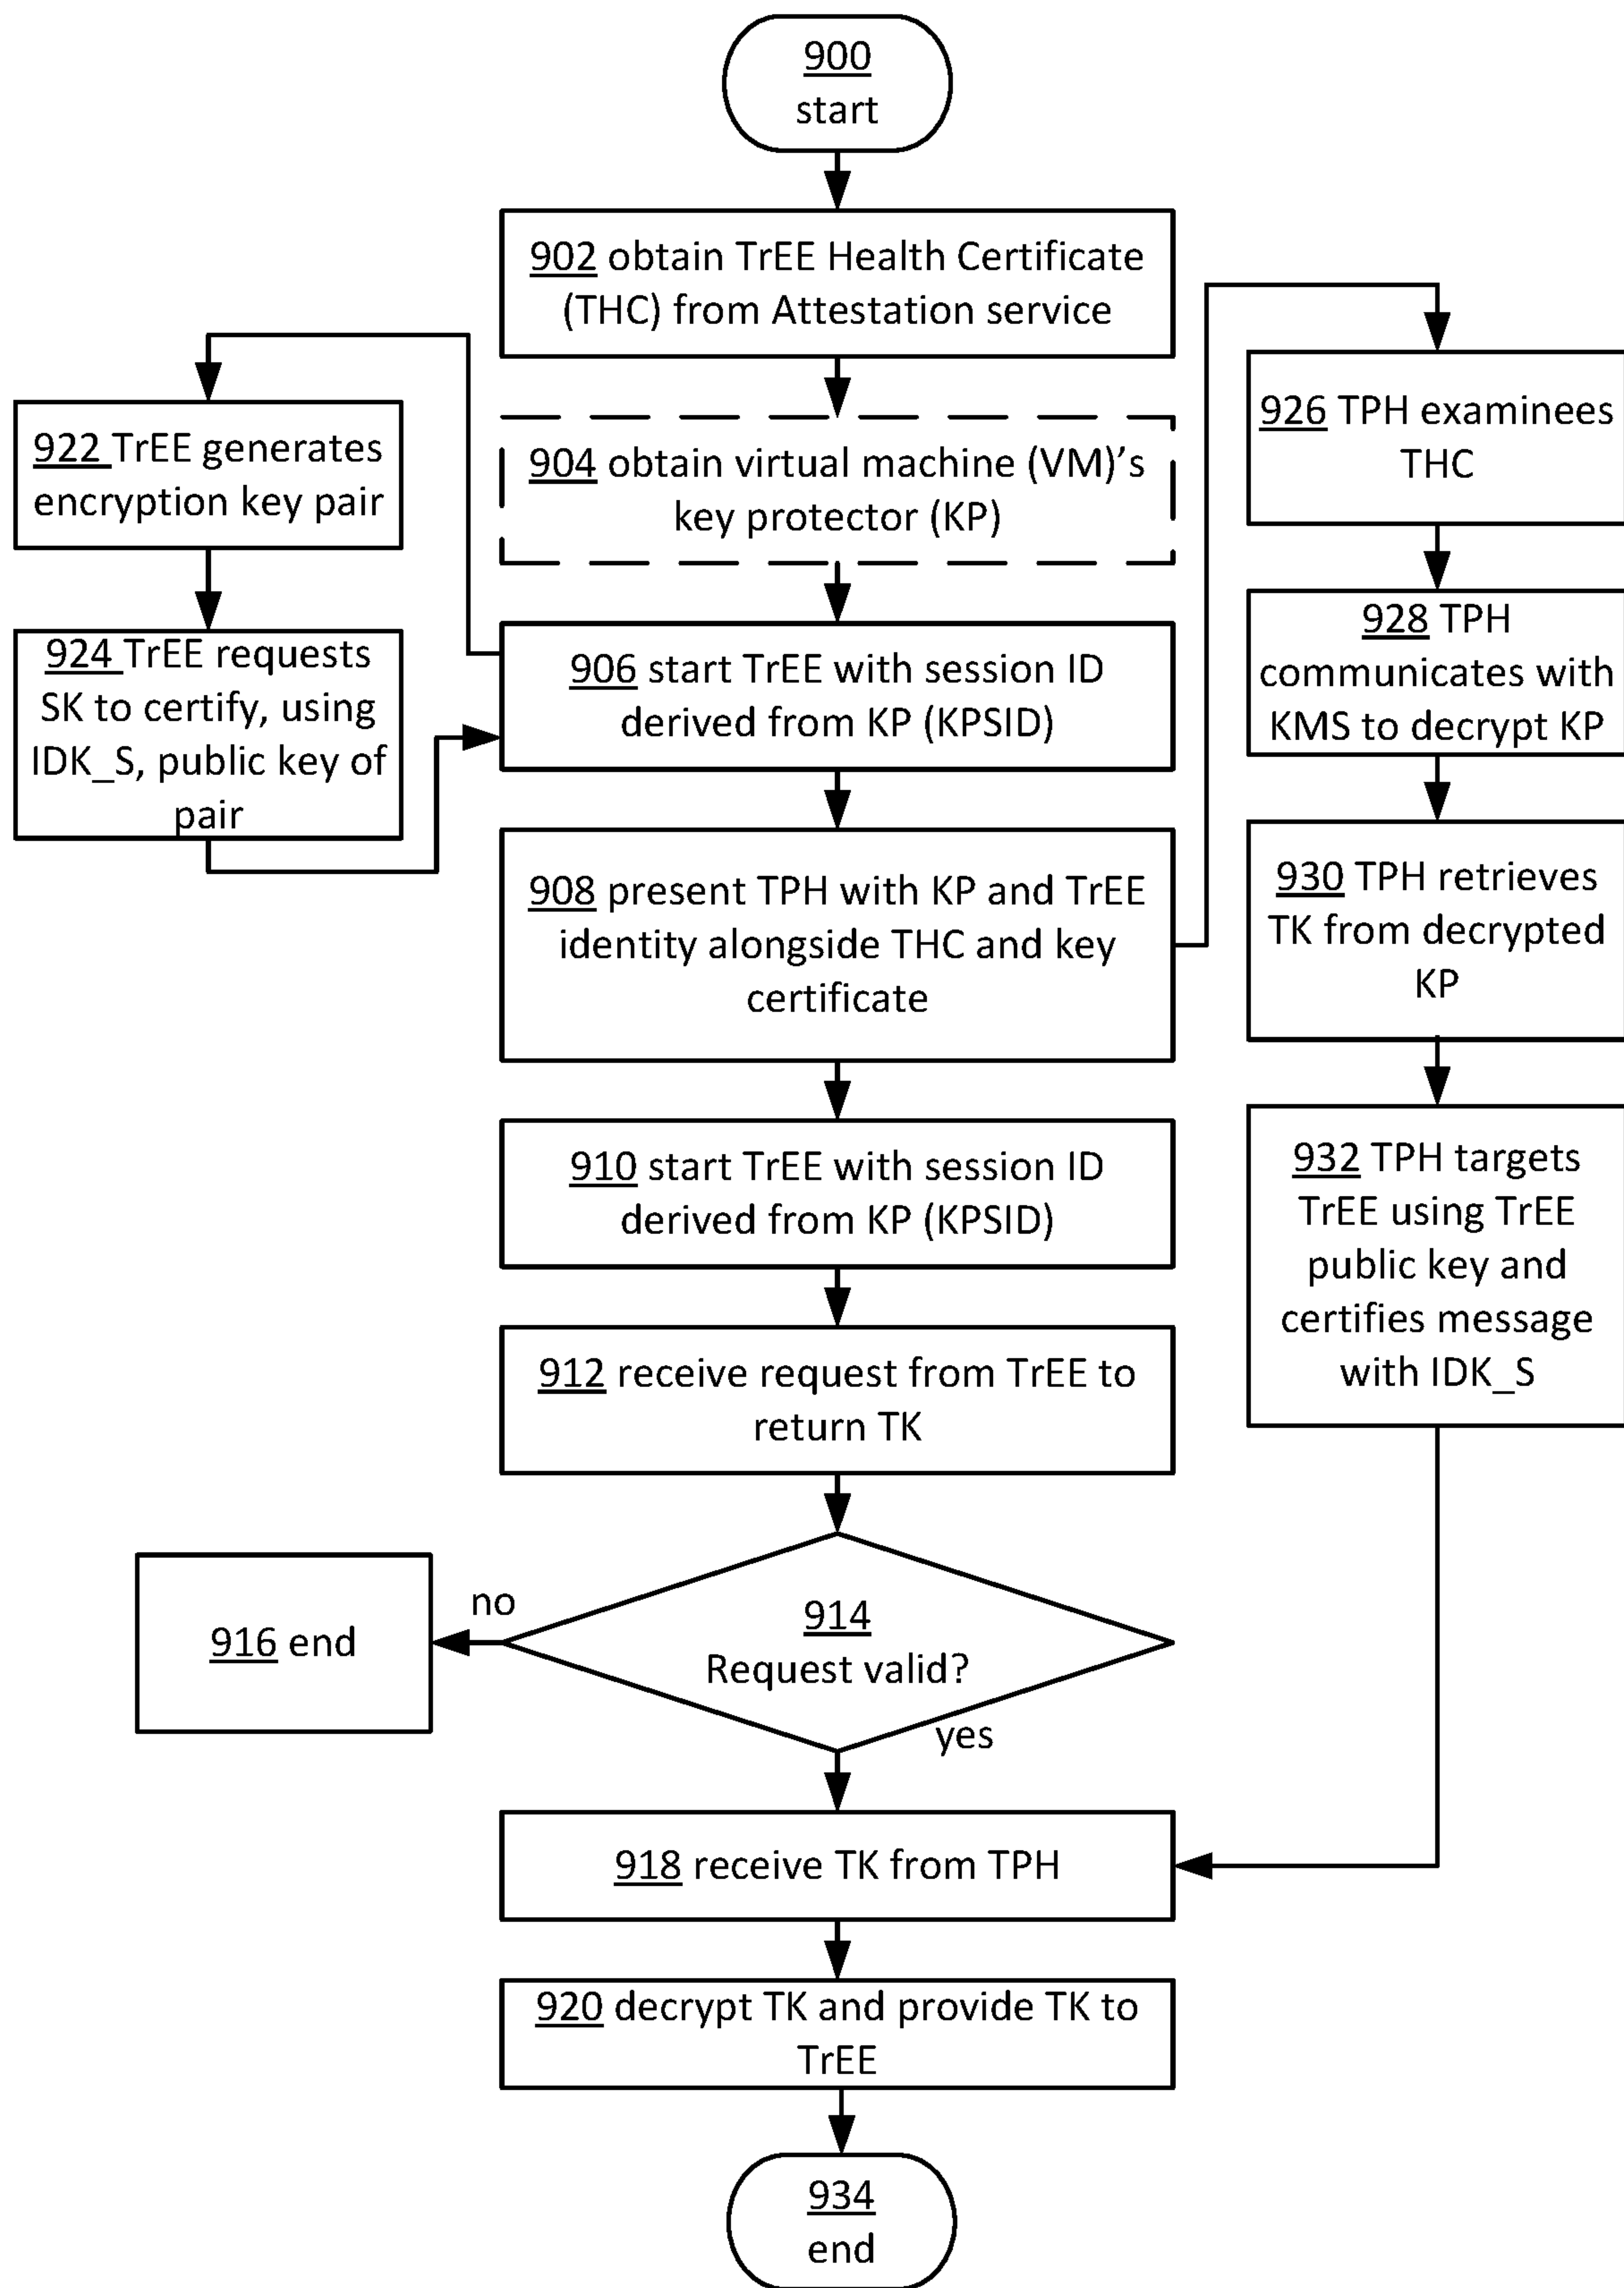 900
start
902 obtain TrEE Health Certificate
(THC) from Attestation service
904 obtain virtual machine (VM)'s
key protector (KP)
906 start TrEE with session ID
derived from KP (KPSID)
922 TrEE generates
encryption key pair
924 TrEE requests
SK to certify, using
IDK_S, public key of
pair
908 present TPH with KP and TrEE
identity alongside THC and key
certificate
926 TPH examinees
THC
928 TPH
communicates with
KMS to decrypt KP
930 TPH retrieves
TK from decrypted
KP
932 TPH targets
TrEE using TrEE
public key and
certifies message
with IDK_S
910 start TrEE with session ID
derived from KP (KPSID)
912 receive request from TrEE to
return TK
914
Request valid?
no
916 end
yes
918 receive TK from TPH
920 decrypt TK and provide TK to
TrEE
934
end